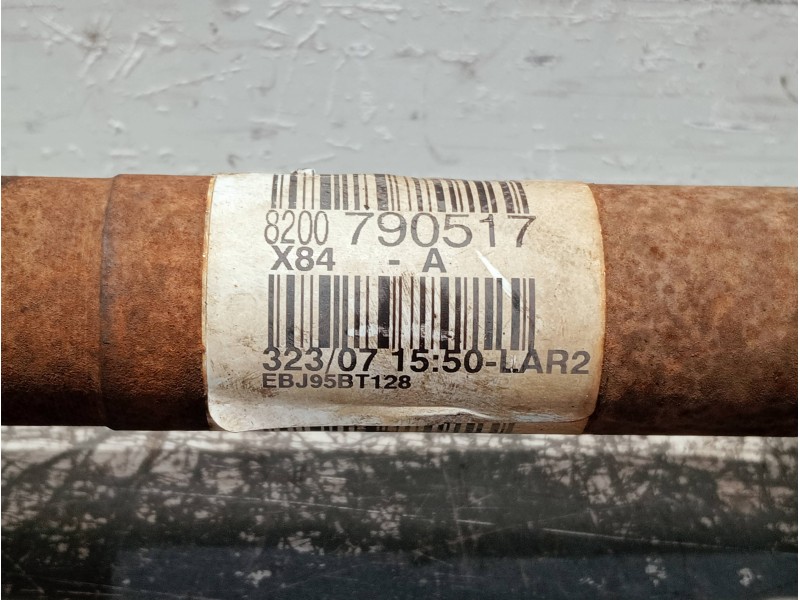 8200 790517
X84 - A
323/07 15:50-LAR2
EBJ95BT128